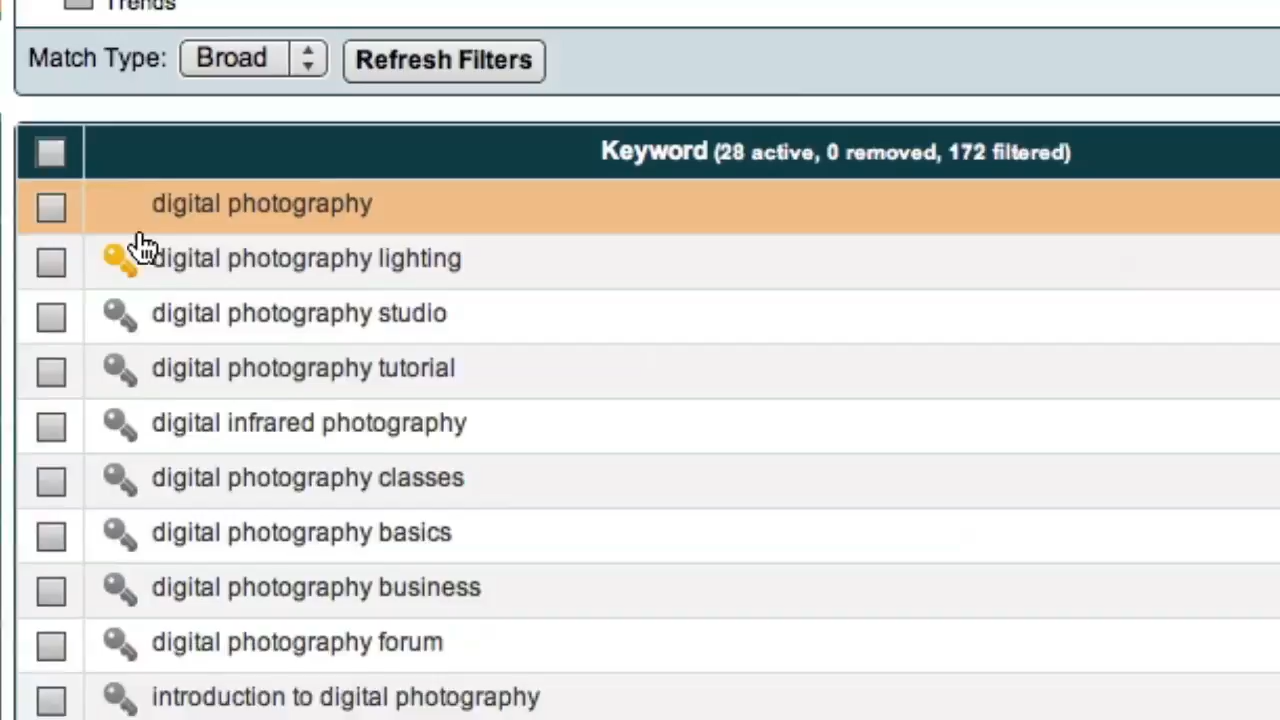 Trends
Match Type: Broad Refresh Filters
Keyword (28 active, 0 removed, 172 filtered)
digital photography
digital photography lighting
digital photography studio
digital photography tutorial
digital infrared photography
digital photography classes
digital photography basics
digital photography business
digital photography forum
introduction to digital photography